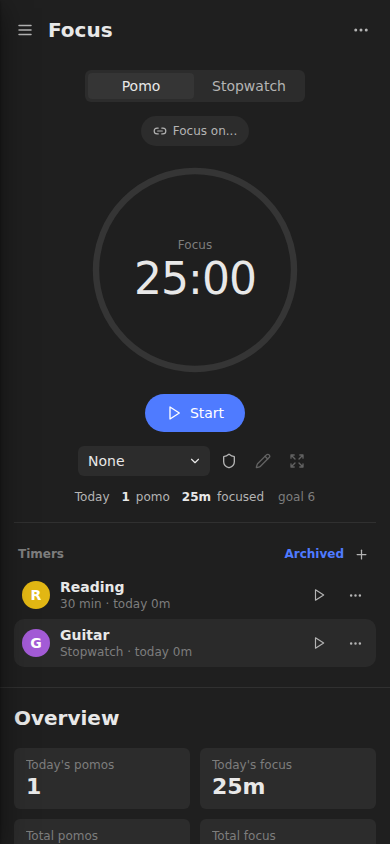 Focus
Pomo
Stopwatch
Focus on...
Focus
25:00
Start
None
Today 1 pomo 25m focused goal 6
Timers
Archived
R
Reading
30 min · today 0m
G
Guitar
Stopwatch · today 0m
Overview
Today's pomos
1
Today's focus
25m
Total pomos
Total focus